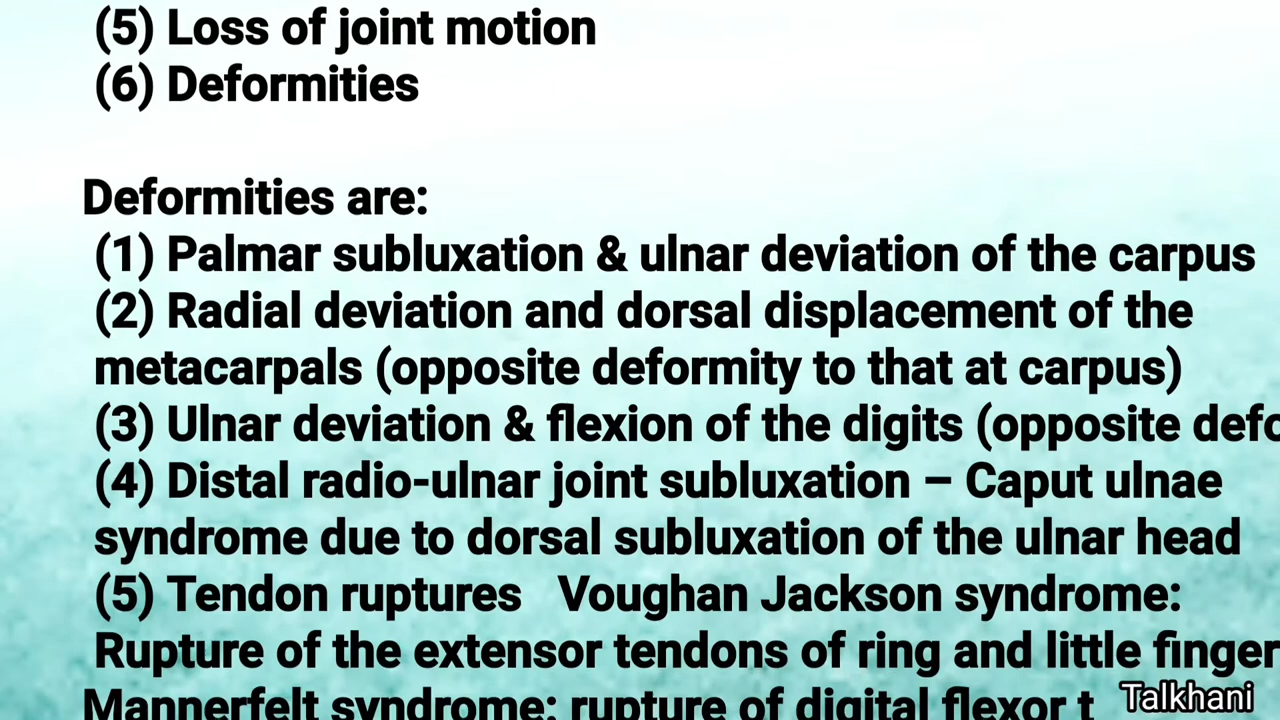 (5) Loss of joint motion
(6) Deformities
Deformities are:
(1) Palmar subluxation & ulnar deviation of the carpus
(2) Radial deviation and dorsal displacement of the
metacarpals (opposite deformity to that at carpus)
(3) Ulnar deviation & flexion of the digits (opposite
(4) Distal radio-ulnar joint subluxation – Caput ulnae
syndrome due to dorsal subluxation of the ulnar head
(5) Tendon ruptures   Voughan Jackson syndrome:
Rupture of the extensor tendons of ring and little finger
Mannerfelt syndrome: rupture of digital flexor t
Talkhani